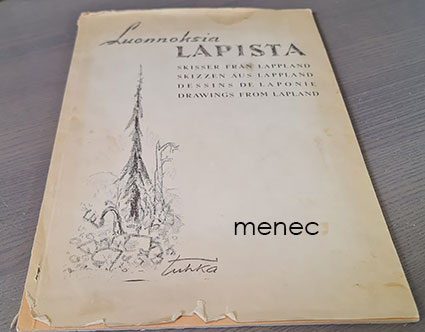 Luonnoksia
LAPISTA
SKISSER FRÅN LAPPLAND
SKIZZEN AUS LAPPLAND
DESSINS DE LAPONIE
DRAWINGS FROM LAPLAND
menec
Tuhka